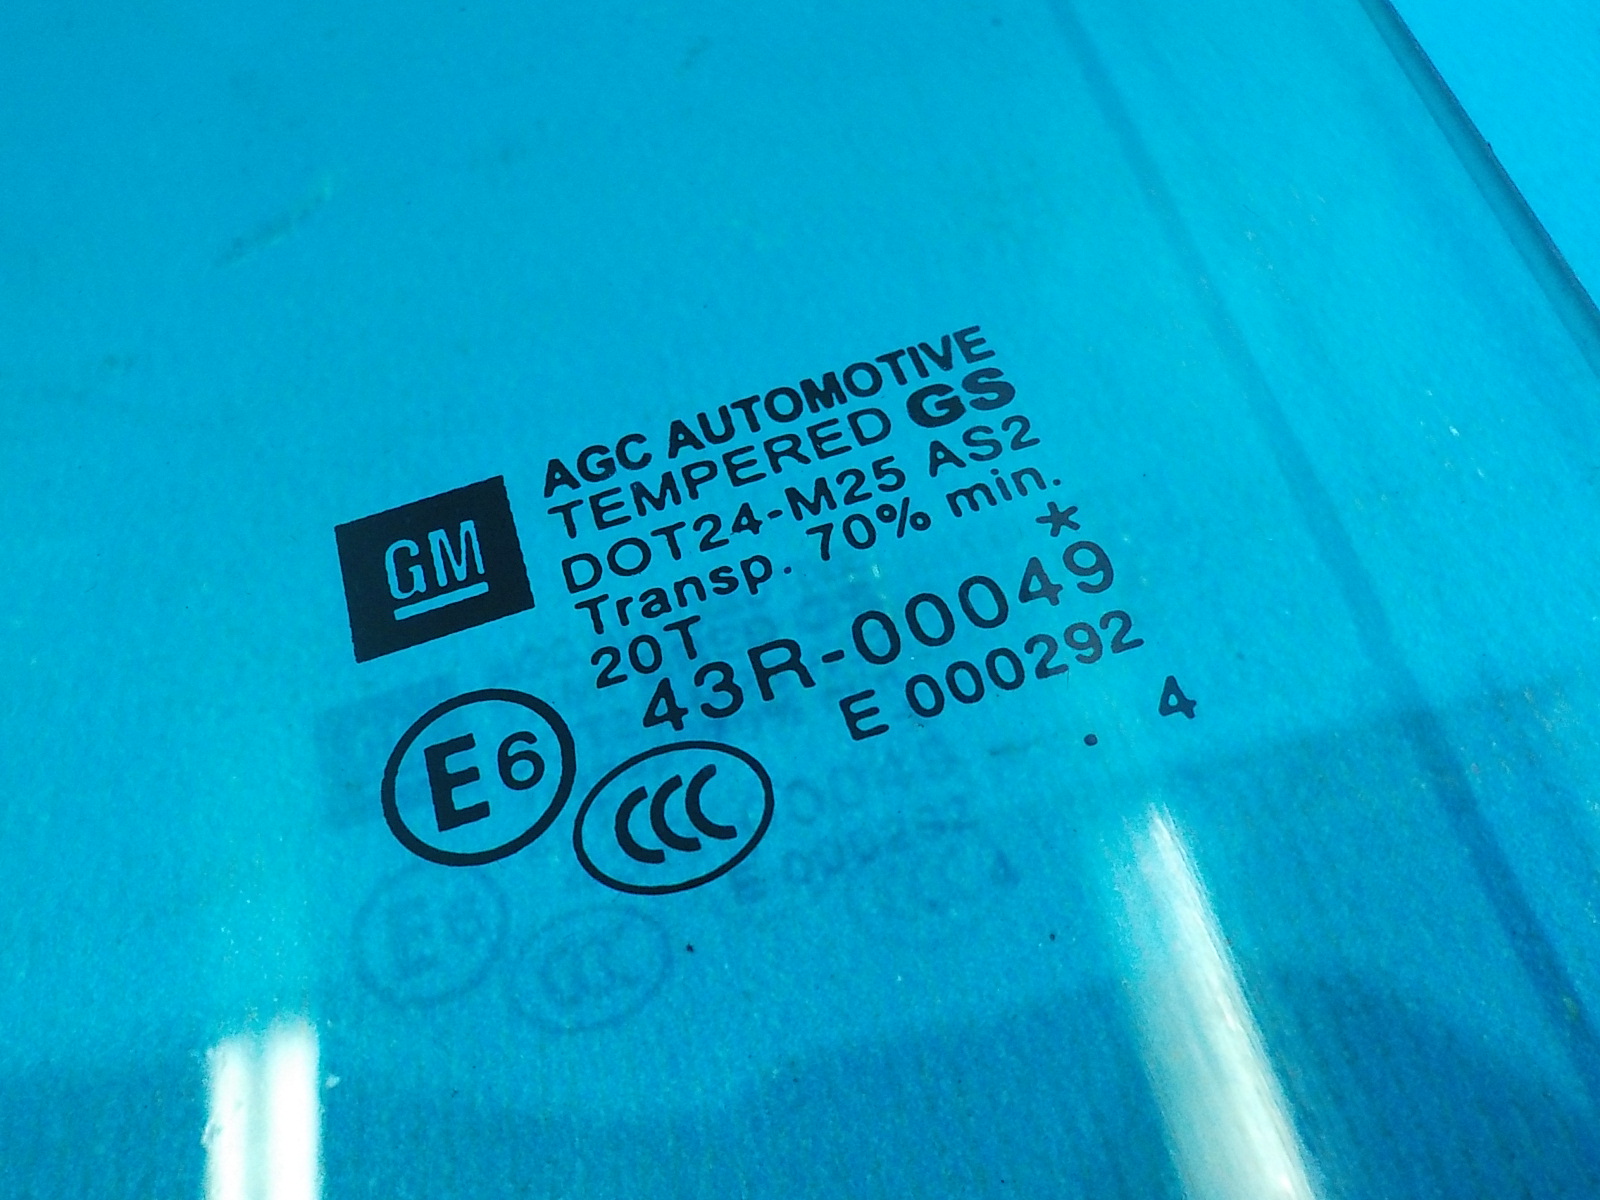 AGC AUTOMOTIVE
TEMPERED GS
DOT24-M25 AS2
Transp. 70% min.
20T *
GM
43R-00049
E 000292
. 4
E6
CCC